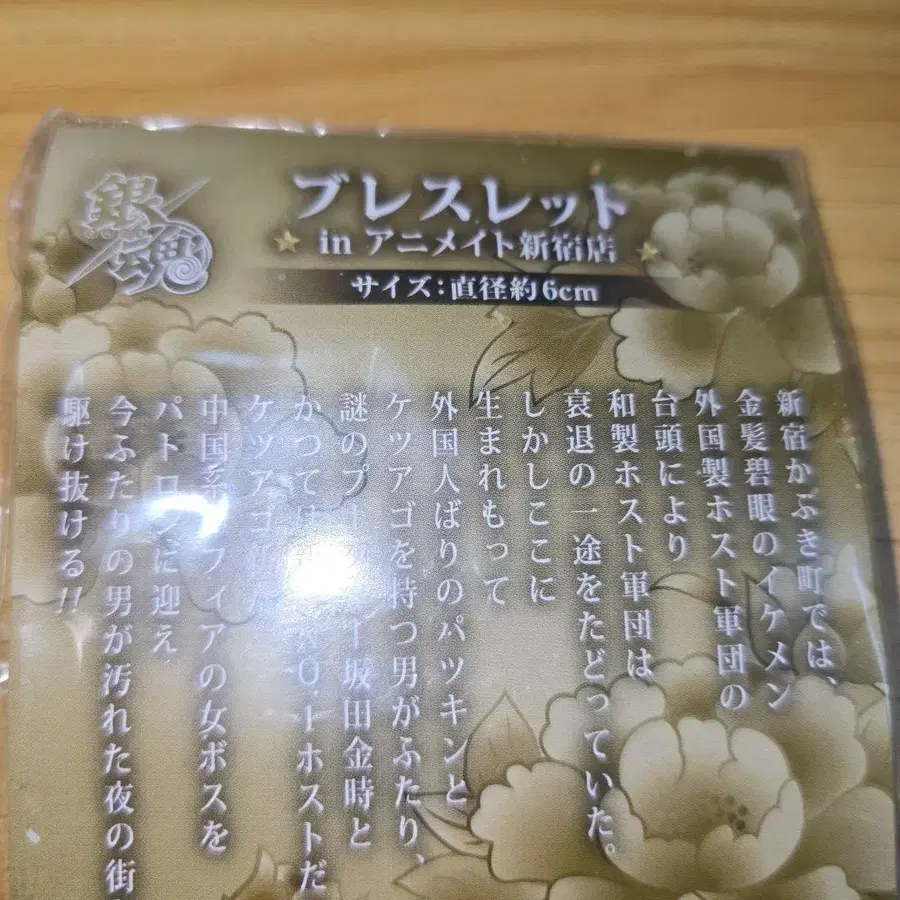 銀魂
ブレスレット
in アニメイト新宿店
サイズ:直径約6cm
新宿かぶき町では、
金髪碧眼のイケメン
外国製ホスト軍団の
台頭により
和製ホスト軍団は
衰退の一途をたどっていた。
しかしここに
生まれもって
外国人ばりのパツキンと
ケツアゴを持つ男がふたり、
謎のプー 坂田金時と
かつては O.1ホストだ
ケツアゴ
中国系 フィアの女ボスを
パトロンに迎え
今ふたりの男が汚れた夜の街
駆け抜ける!!